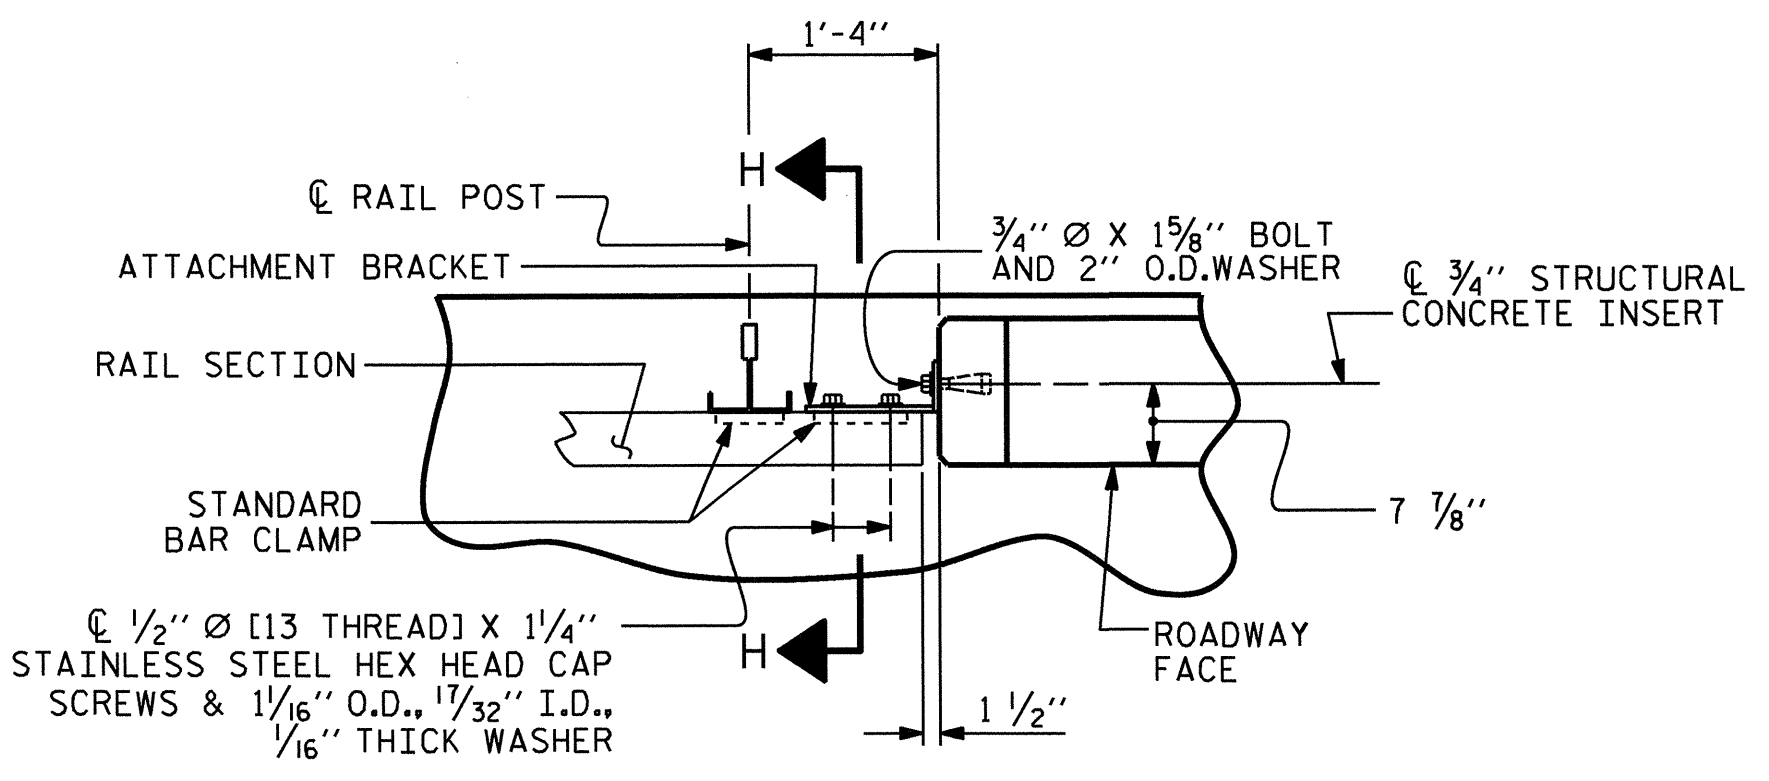 1'-4"
H
℄ RAIL POST
ATTACHMENT BRACKET
3/4" Ø X 1 5/8" BOLT
AND 2" O.D.WASHER
℄ 3/4" STRUCTURAL
CONCRETE INSERT
RAIL SECTION
STANDARD
BAR CLAMP
7 7/8"
℄ 1/2" Ø [13 THREAD] X 1 1/4"
STAINLESS STEEL HEX HEAD CAP
SCREWS & 1 1/16" O.D., 17/32" I.D.,
1/16" THICK WASHER
H
ROADWAY
FACE
1 1/2"